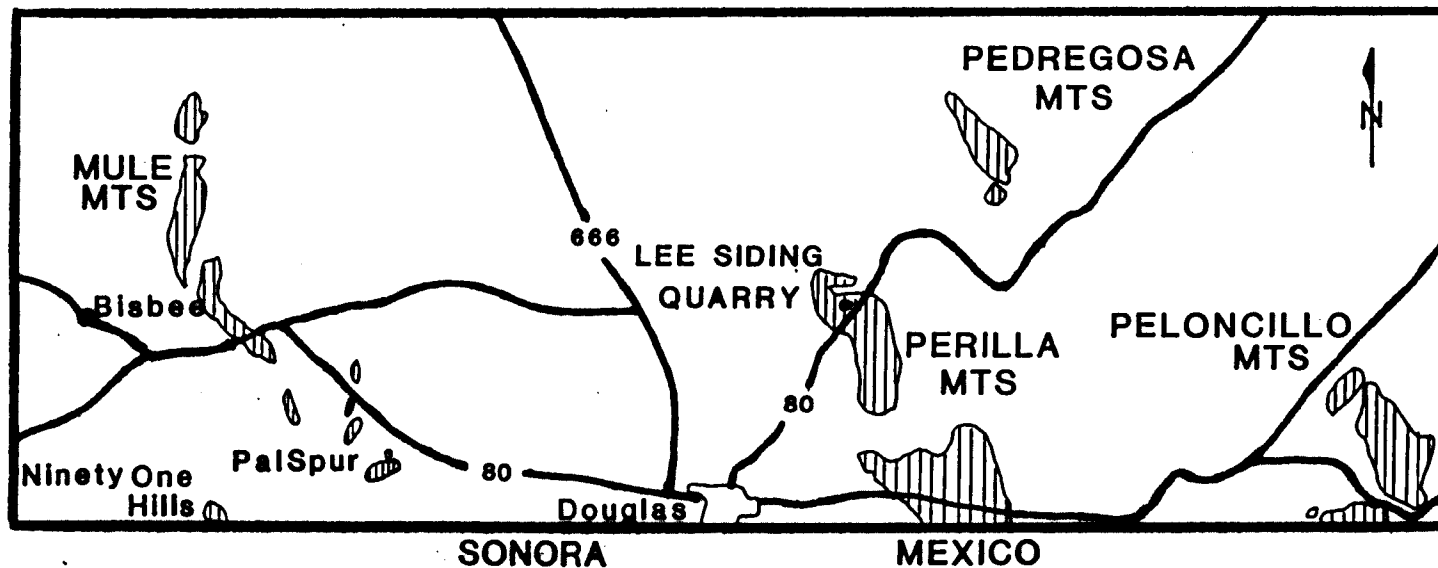 PEDREGOSA
MTS
N
MULE
MTS
666
LEE SIDING
QUARRY
Bisbee
PELONCILLO
MTS
PERILLA
MTS
80
PalSpur
80
Ninety One
Hills
Douglas
SONORA
MEXICO